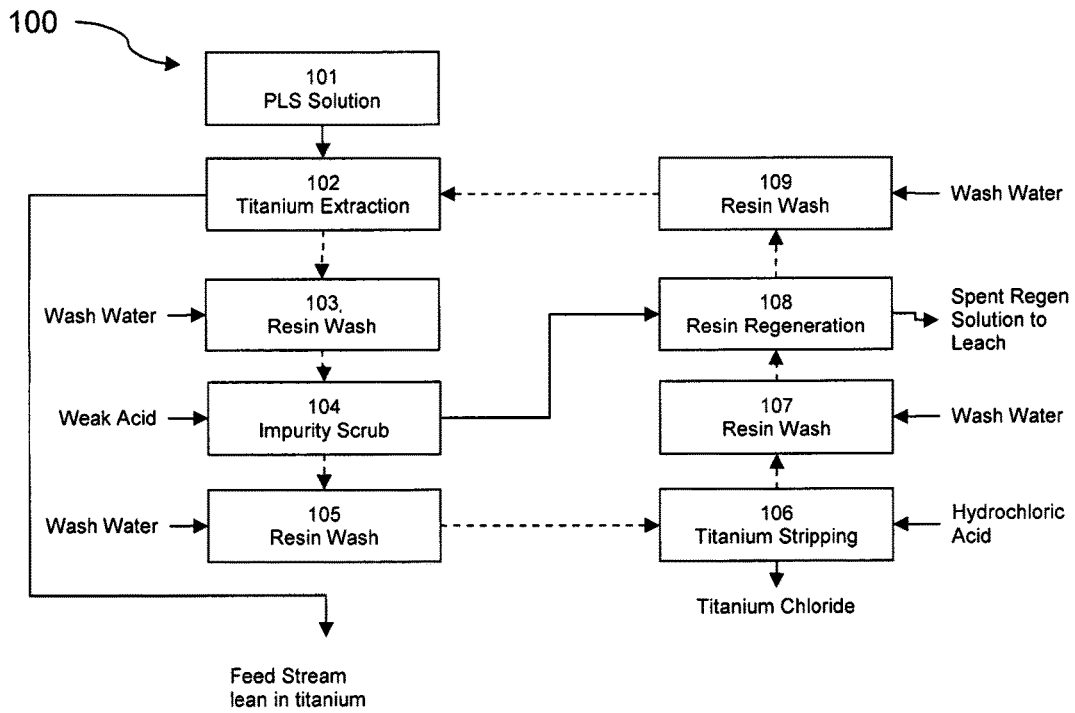 100
101
PLS Solution
102
Titanium Extraction
109
Resin Wash
Wash Water
Wash Water
103.
Resin Wash
108
Resin Regeneration
Spent Regen
Solution to
Leach
Weak Acid
104
Impurity Scrub
107
Resin Wash
Wash Water
Wash Water
105
Resin Wash
106
Titanium Stripping
Hydrochloric
Acid
Titanium Chloride
Feed Stream
lean in titanium